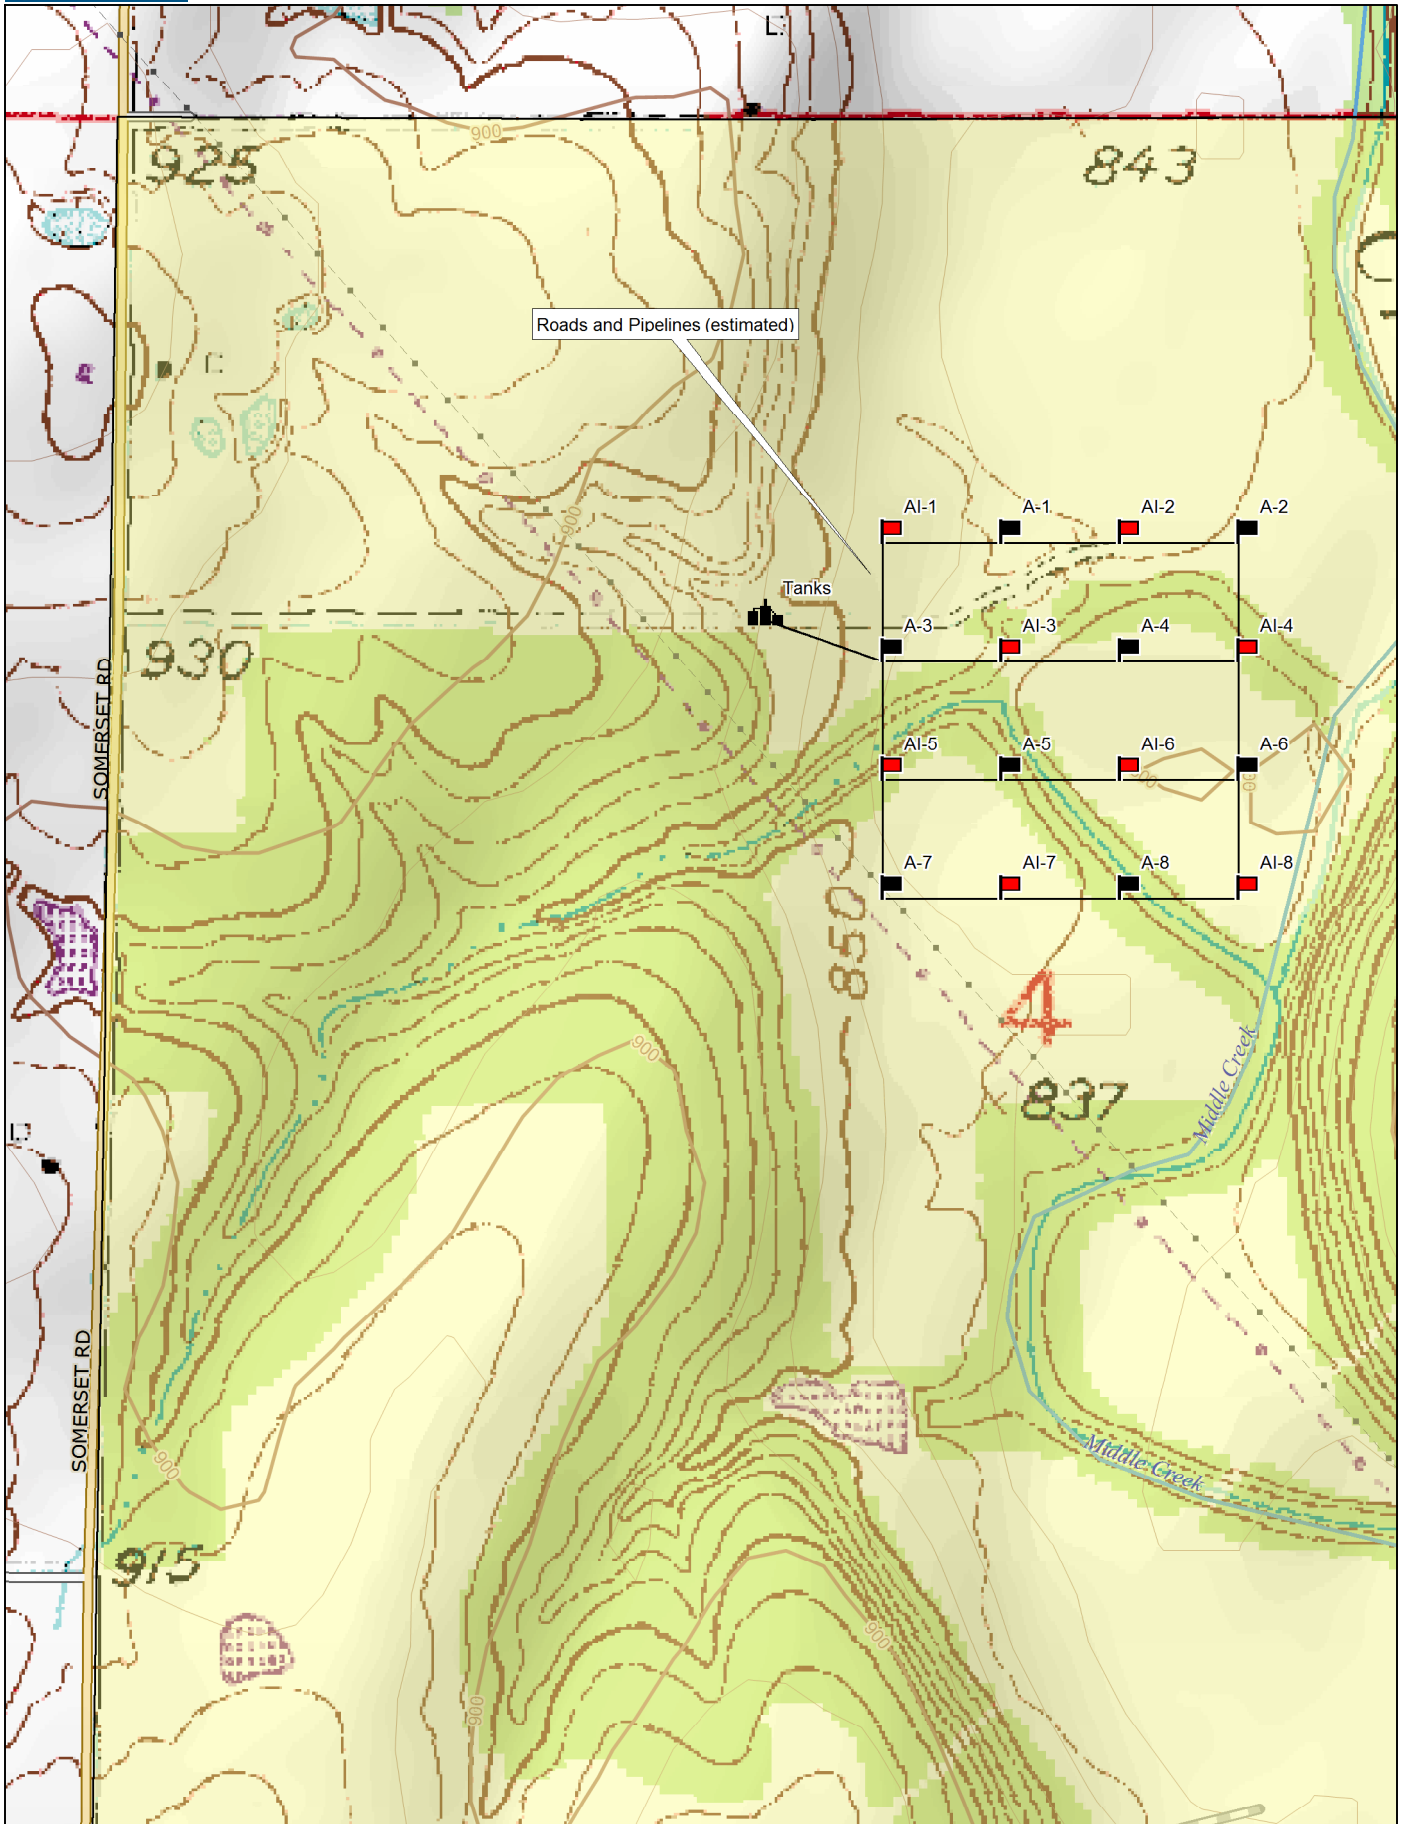 900
925
843
Roads and Pipelines (estimated)
AI-1
A-1
AI-2
A-2
900
Tanks
A-3
AI-3
A-4
AI-4
930
SOMERSET RD
AI-5
A-5
AI-6
A-6
A-7
AI-7
A-8
AI-8
850
4
900
837
Middle Creek
SOMERSET RD
900
Middle Creek
915
900
900